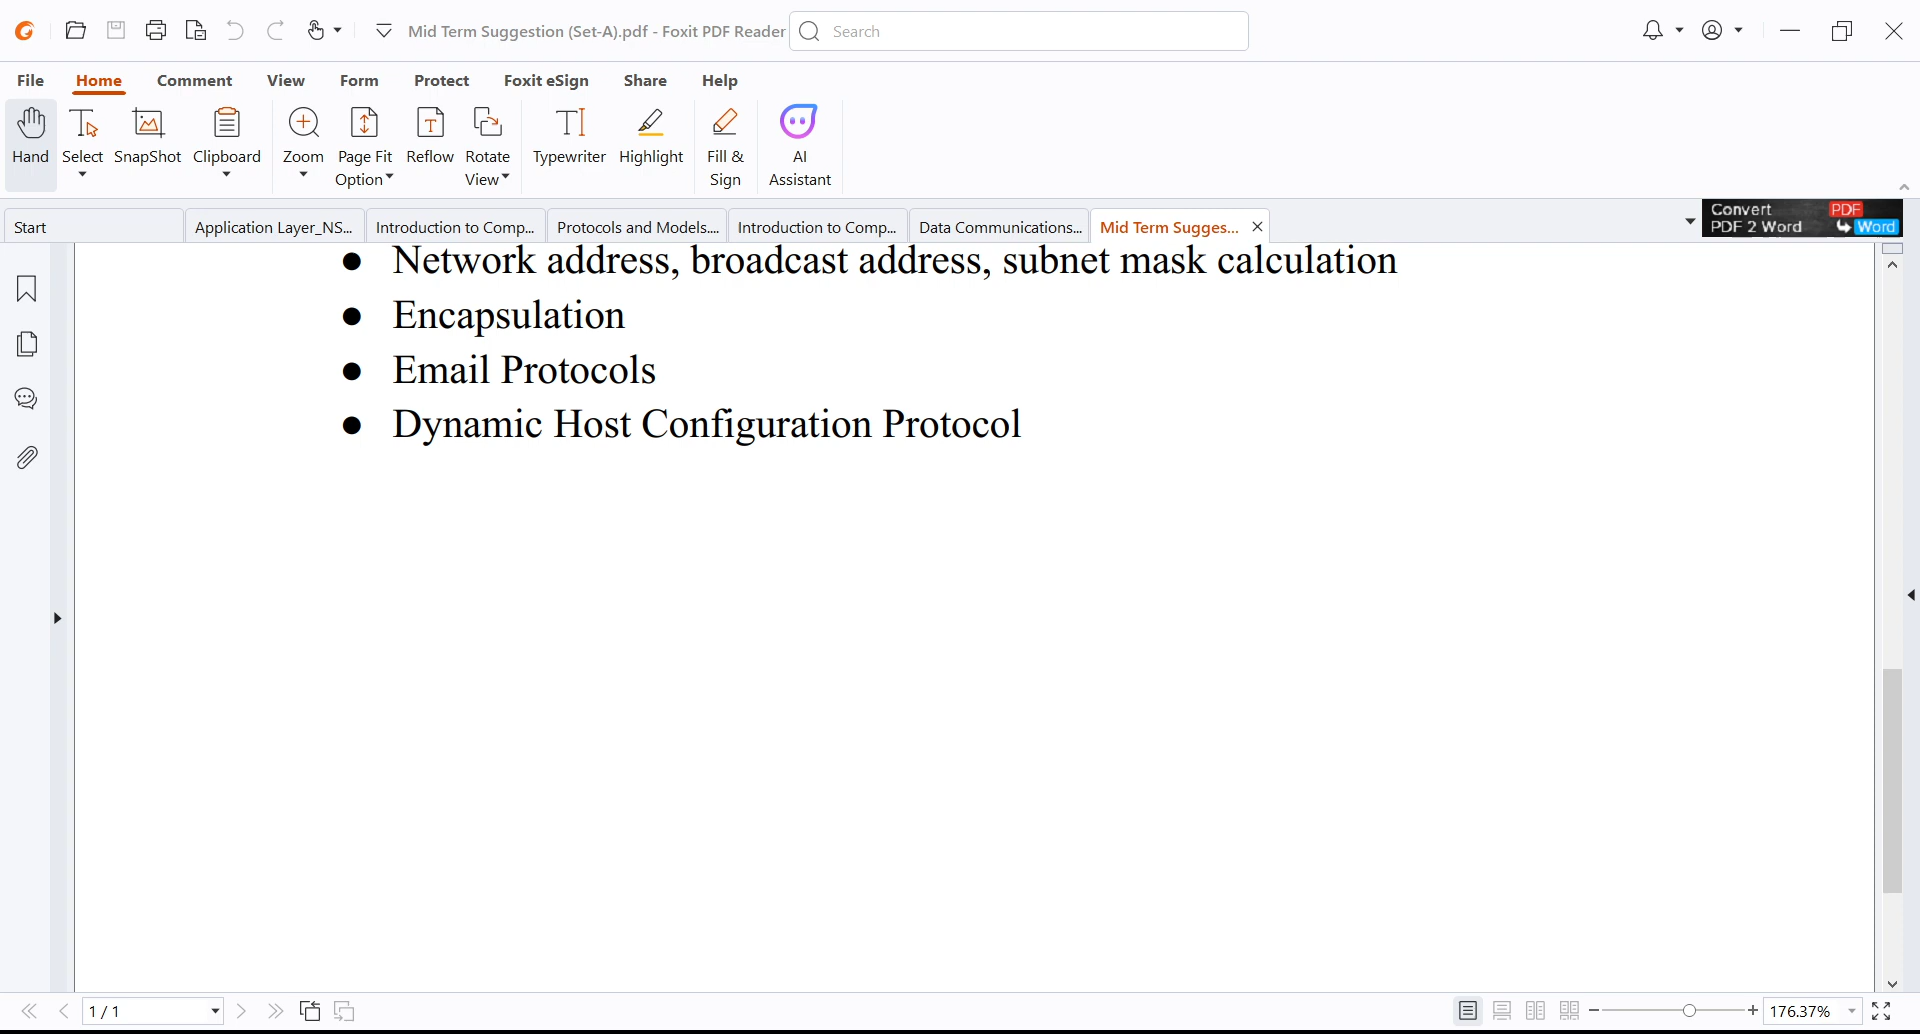 Mid Term Suggestion (Set-A).pdf - Foxit PDF Reader
Search
File Home Comment View Form Protect Foxit eSign Share Help
Hand
Select
SnapShot
Clipboard
Zoom
Page Fit
Option
Reflow
Rotate
View
Typewriter
Highlight
Fill &
Sign
AI
Assistant
Start
Application Layer_NS...
Introduction to Comp...
Protocols and Models....
Introduction to Comp...
Data Communications...
Mid Term Sugges...
Convert PDF
PDF 2 Word Word
● Network address, broadcast address, subnet mask calculation
● Encapsulation
● Email Protocols
● Dynamic Host Configuration Protocol
1 / 1
176.37%